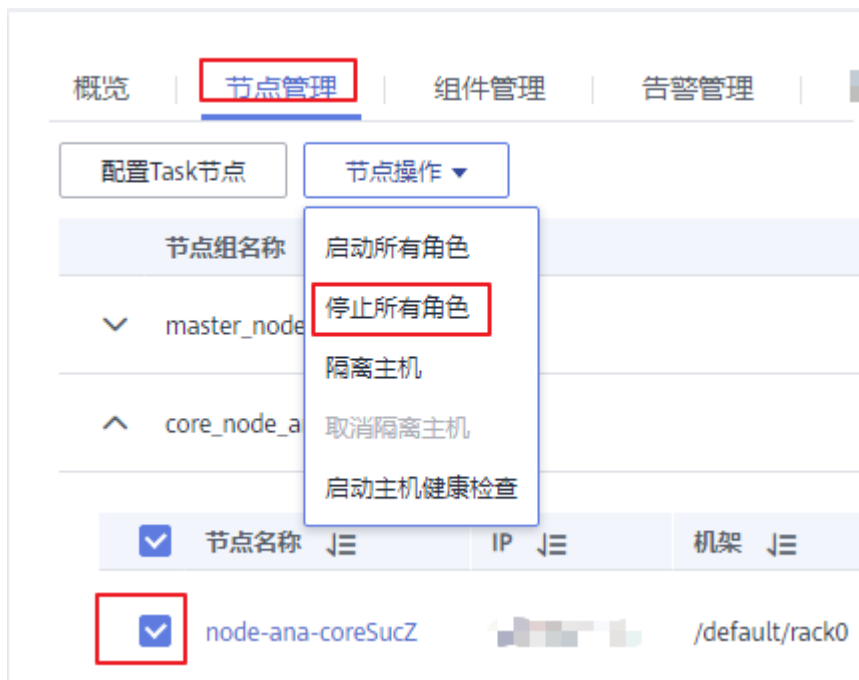 概览 节点管理 组件管理 告警管理
配置Task节点 节点操作
节点组名称
启动所有角色
停止所有角色
master_node
隔离主机
core_node_a
取消隔离主机
启动主机健康检查
节点名称 IP 机架
node-ana-coreSucZ /default/rack0